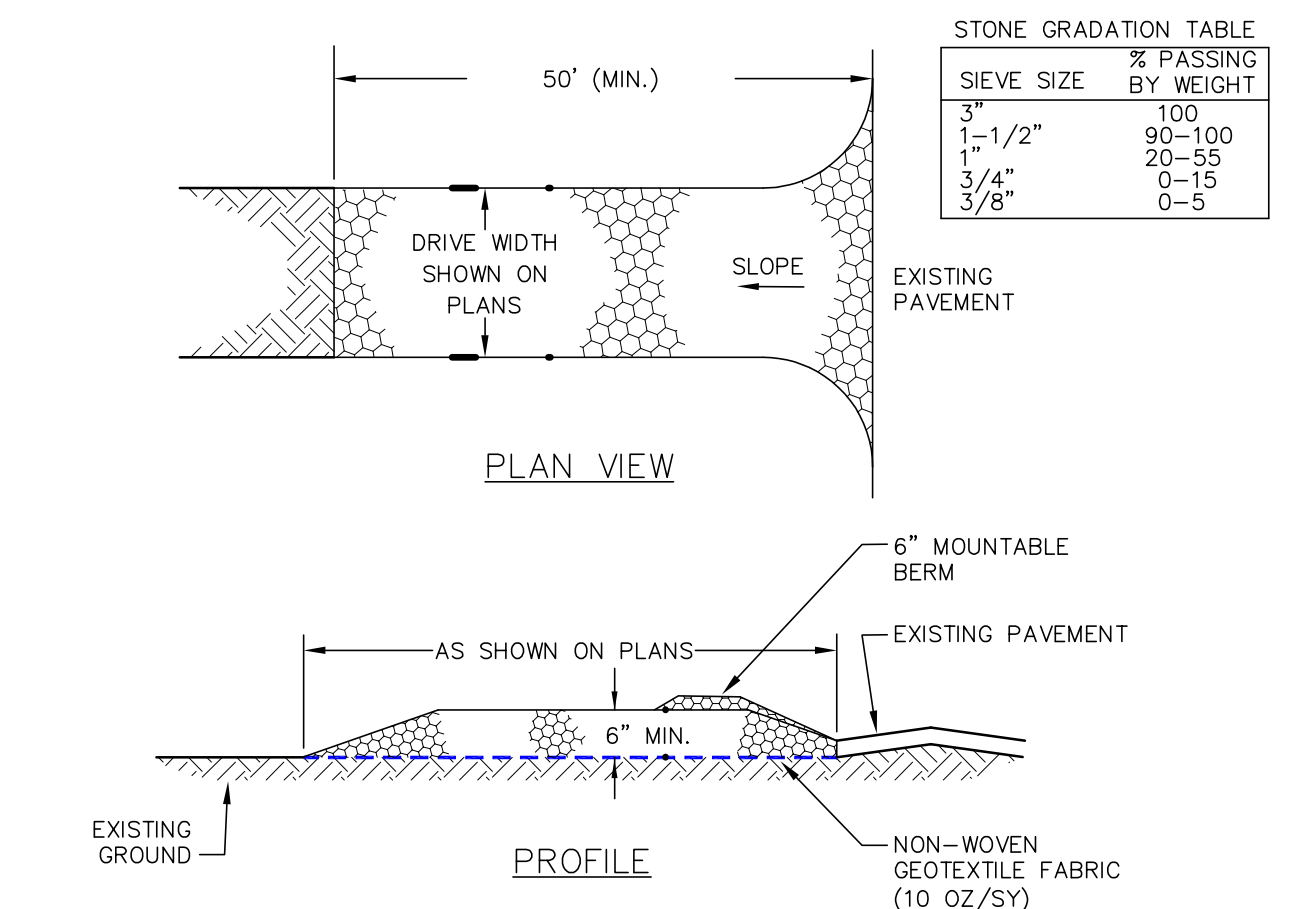 STONE GRADATION TABLE
SIEVE SIZE % PASSING BY WEIGHT
3” 100
1-1/2” 90-100
1” 20-55
3/4” 0-15
3/8” 0-5
50' (MIN.)
DRIVE WIDTH
SHOWN ON
PLANS
SLOPE
EXISTING
PAVEMENT
PLAN VIEW
6” MOUNTABLE
BERM
EXISTING PAVEMENT
AS SHOWN ON PLANS
6” MIN.
EXISTING
GROUND
PROFILE
NON-WOVEN
GEOTEXTILE FABRIC
(10 OZ/SY)